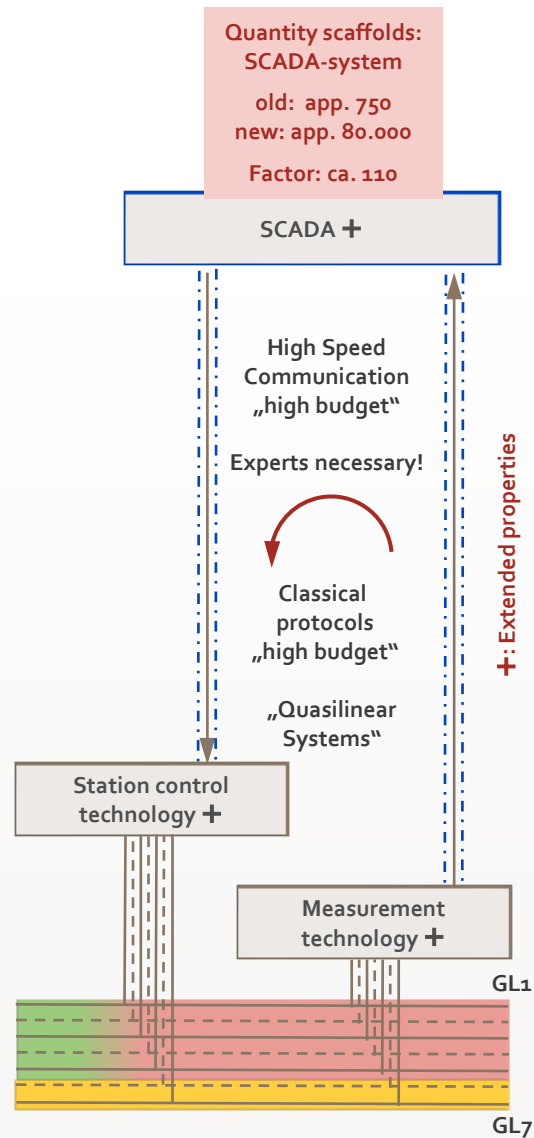 Quantity scaffolds:
SCADA-system
old: app. 750
new: app. 80.000
Factor: ca. 110
SCADA +
High Speed
Communication
„high budget“
Experts necessary!
+: Extended properties
Classical
protocols
„high budget“
„Quasilinear
Systems“
Station control
technology +
Measurement
technology +
GL1
GL7